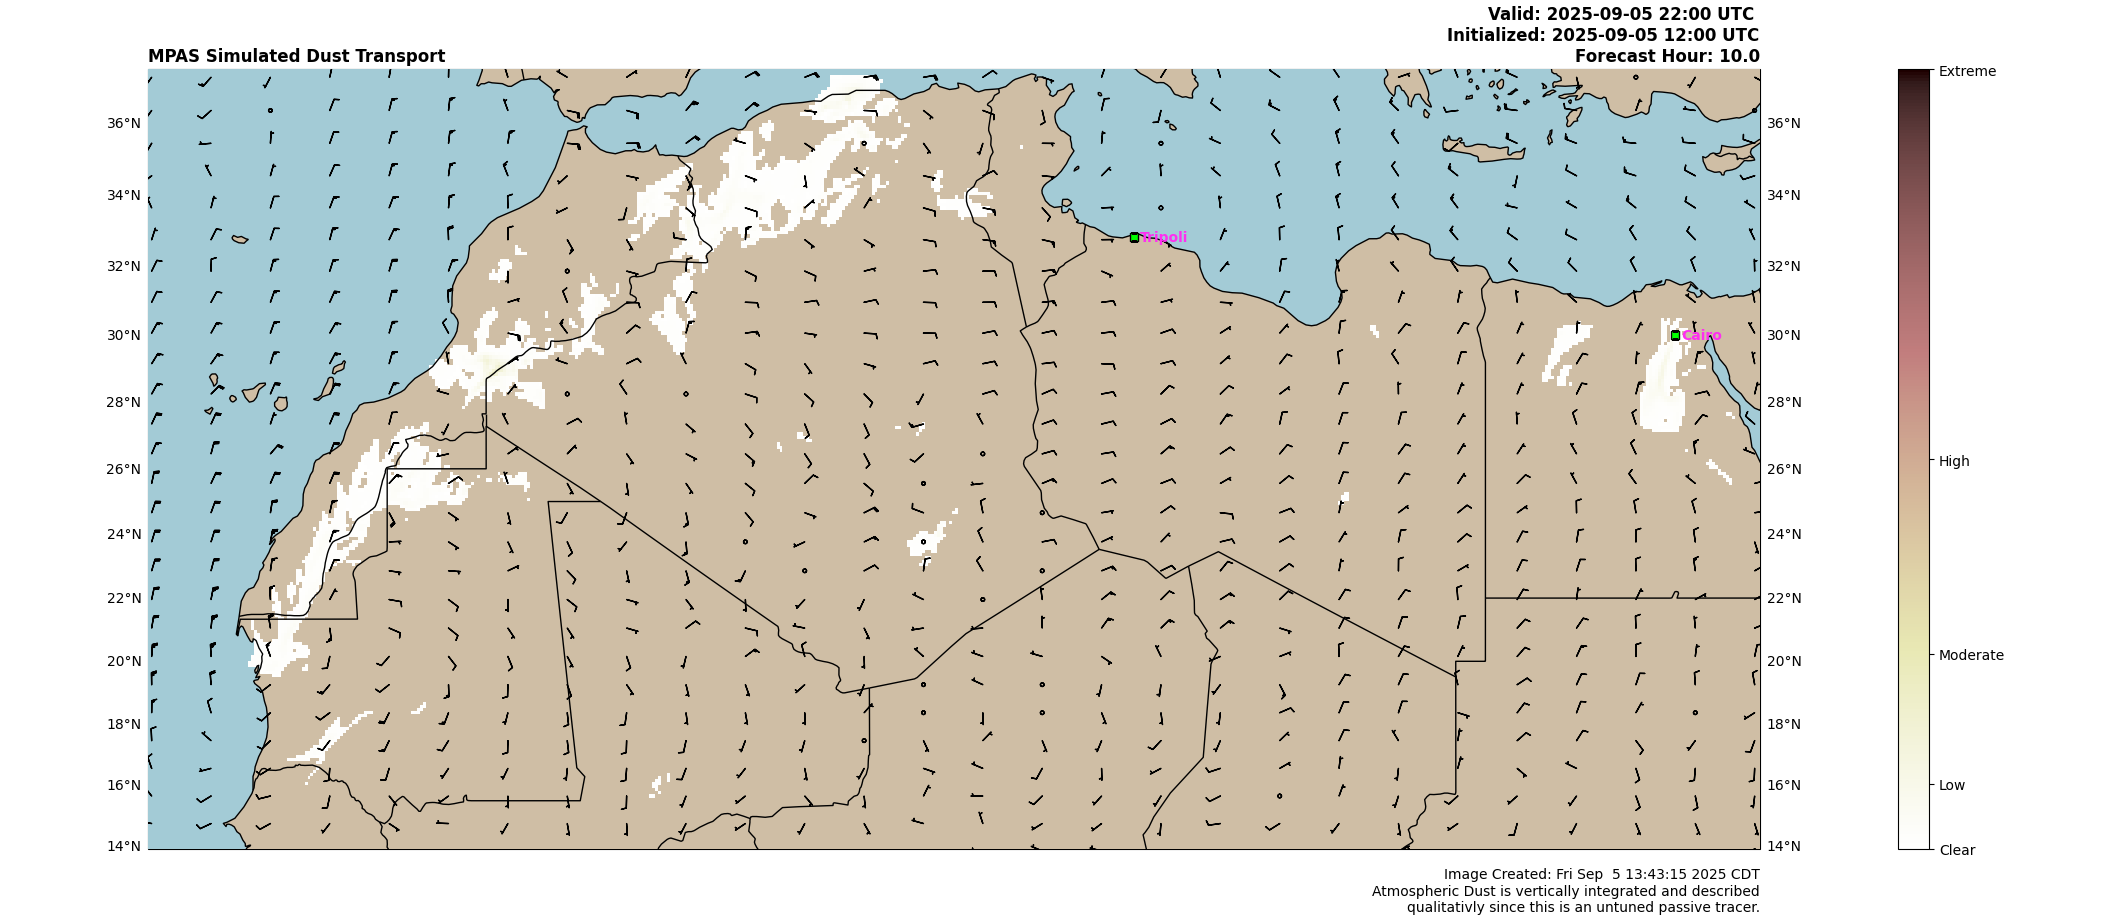 Valid: 2025-09-05 22:00 UTC
Initialized: 2025-09-05 12:00 UTC
MPAS Simulated Dust Transport
Forecast Hour: 10.0
Extreme
36°N
36°N
34°N
34°N
Tripoli
32°N
32°N
30°N
Cairo
30°N
28°N
28°N
High
26°N
26°N
24°N
24°N
22°N
22°N
Moderate
20°N
20°N
18°N
18°N
16°N
16°N
Low
14°N
14°N
Clear
Image Created: Fri Sep  5 13:43:15 2025 CDT
Atmospheric Dust is vertically integrated and described
qualitativly since this is an untuned passive tracer.